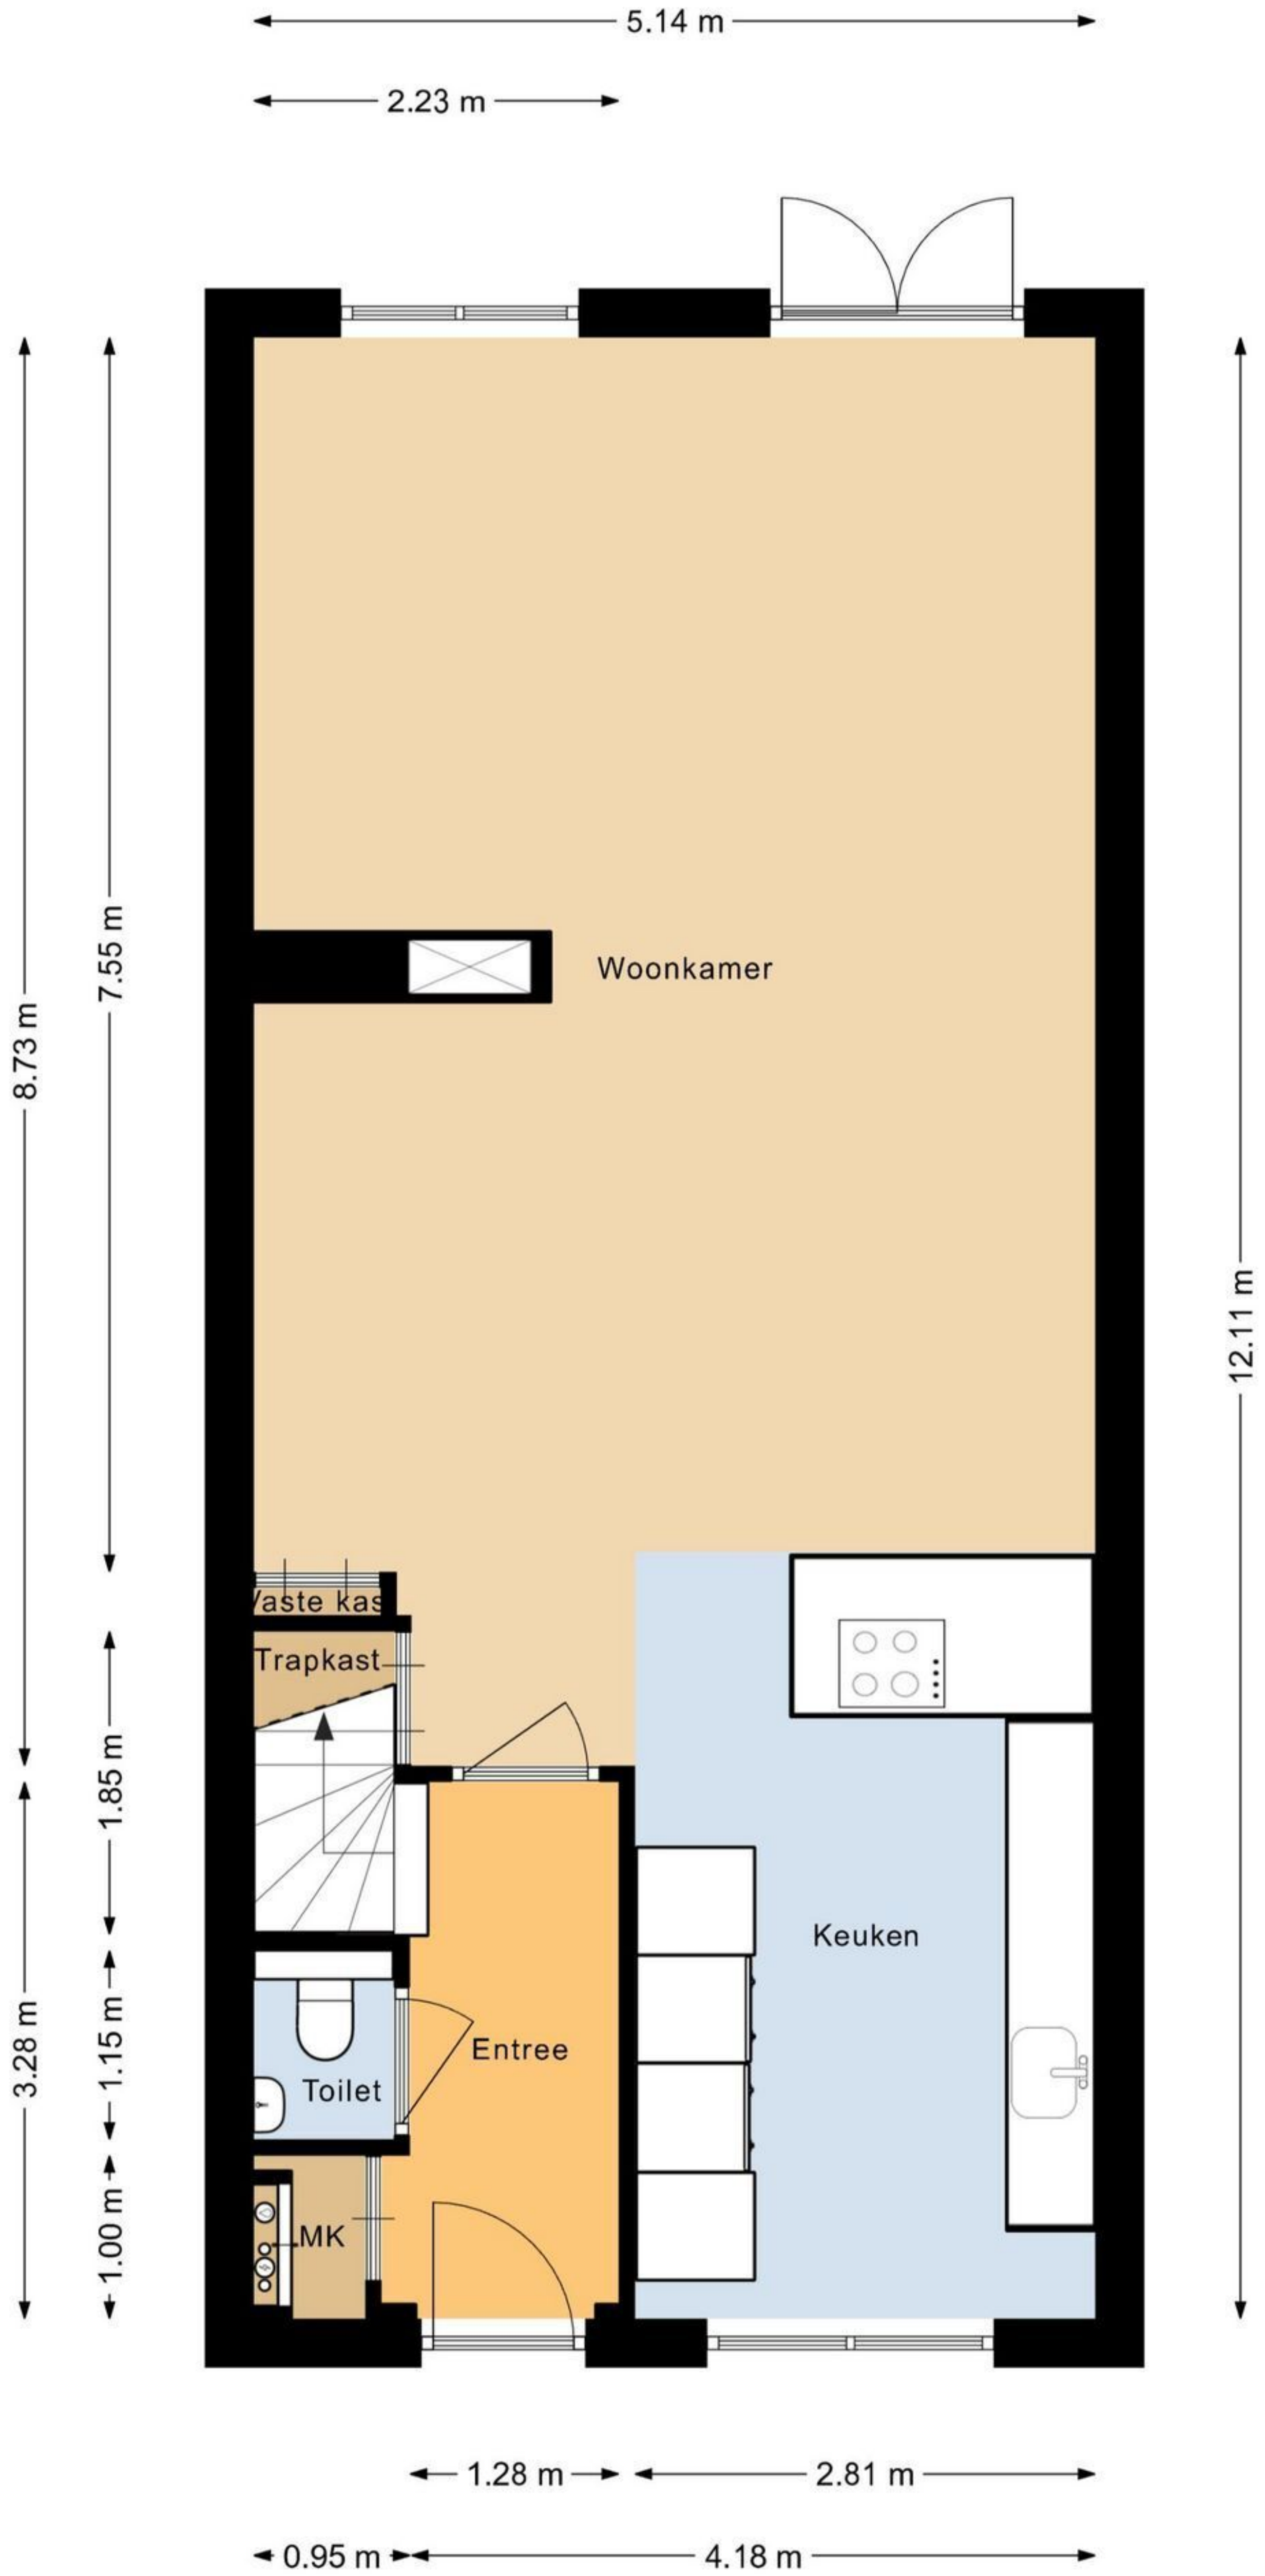 5.14 m
2.23 m
7.55 m
Woonkamer
8.73 m
12.11 m
Vaste kas
Trapkast
1.85 m
Keuken
Entree
3.28 m
1.15 m
Toilet
1.00 m
MK
1.28 m
2.81 m
0.95 m
4.18 m